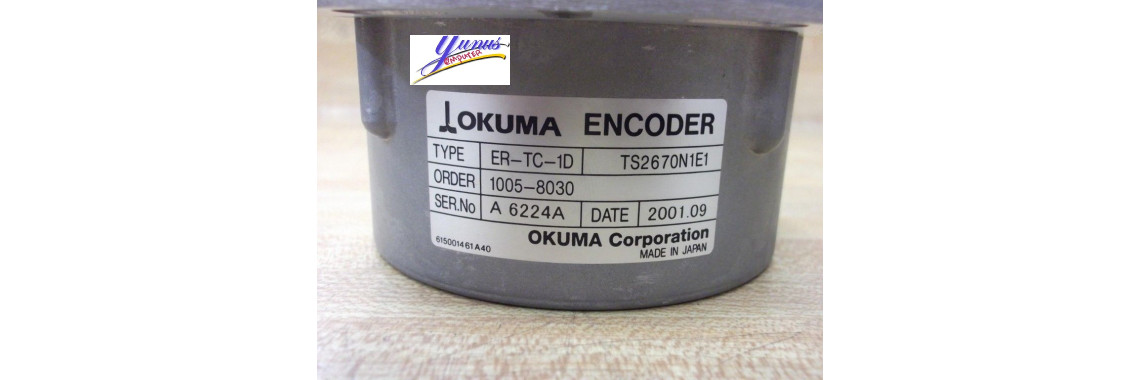 Yunus
Computer
OKUMA ENCODER
TYPE ER-TC-1D TS2670N1E1
ORDER 1005-8030
SER.No A 6224A DATE 2001.09
615001461A40 OKUMA Corporation
MADE IN JAPAN